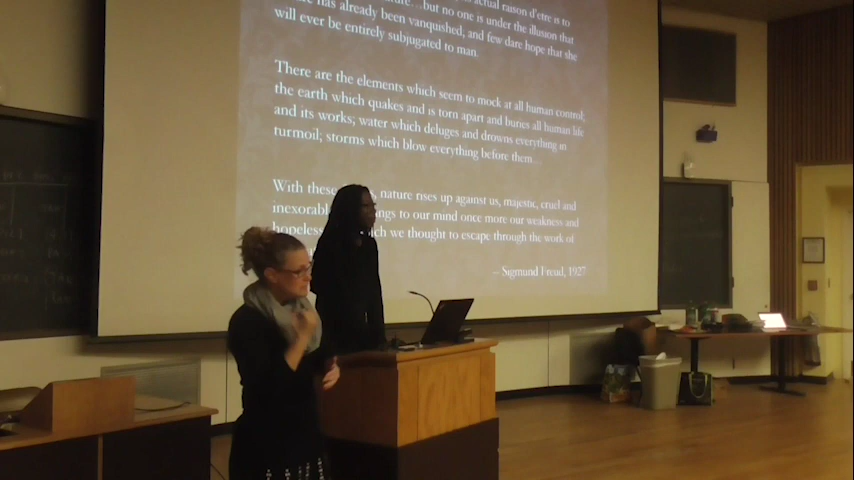 actual raison d'etre is to
...but no one is under the illusion that
has already been vanquished, and few dare hope that she
will ever be entirely subjugated to man.
There are the elements which seem to mock at all human control;
the earth which quakes and is torn apart and buries all human life
and its works; water which deluges and drowns everything in
turmoil; storms which blow everything before them...
With these nature rises up against us, majestic, cruel and
to our mind once more our weakness and
we thought to escape through the work of
– Sigmund Freud, 1927